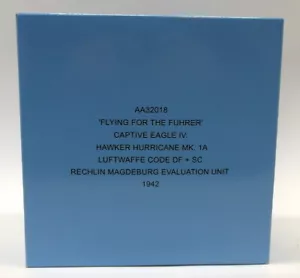 AA32018
'FLYING FOR THE FUHRER'
CAPTIVE EAGLE IV
HAWKER HURRICANE MK. 1A
LUFTWAFFE CODE DF + SC
RECHLIN MAGDEBURG EVALUATION UNIT
1942